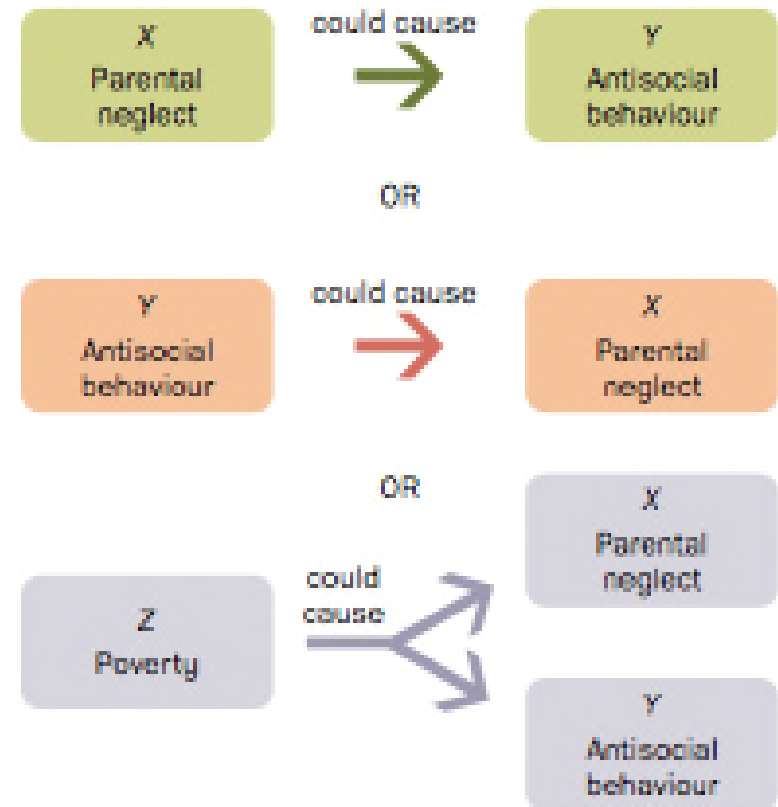 X
Parental
neglect
could cause
Y
Antisocial
behaviour
OR
Y
Antisocial
behaviour
could cause
X
Parental
neglect
OR
Z
Poverty
could
cause
X
Parental
neglect
Y
Antisocial
behaviour